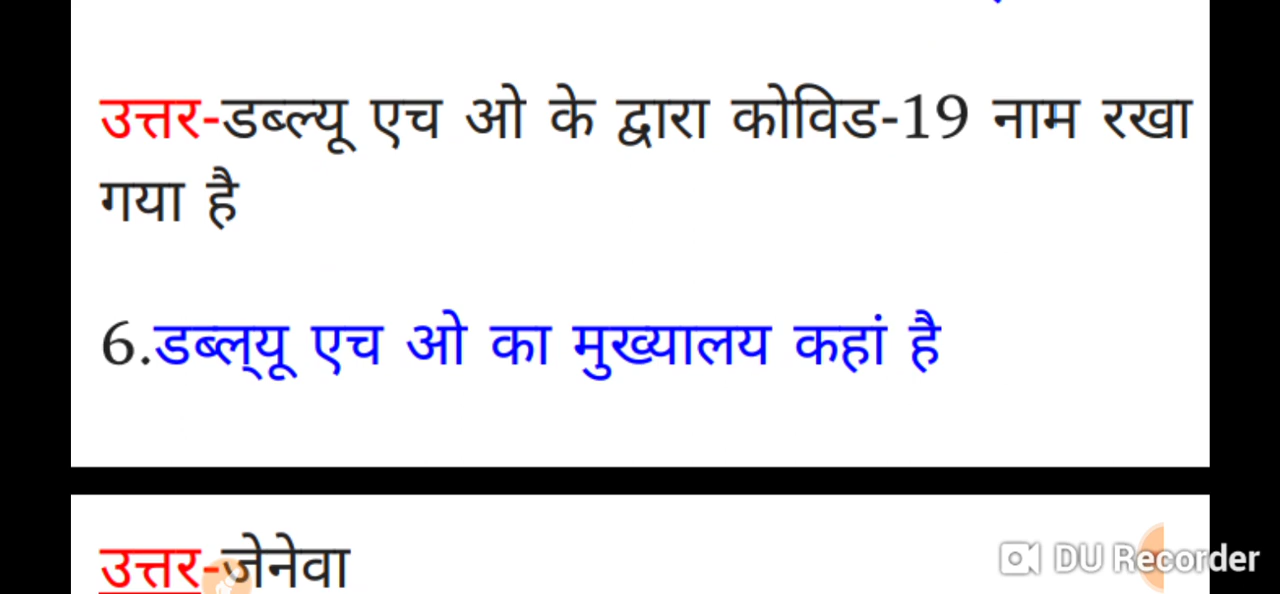 उत्तर-डब्ल्यू एच ओ के द्वारा कोविड-19 नाम रखा
गया है
6.डब्ल्यू एच ओ का मुख्यालय कहां है
उत्तर-जेनेवा
DU Recorder